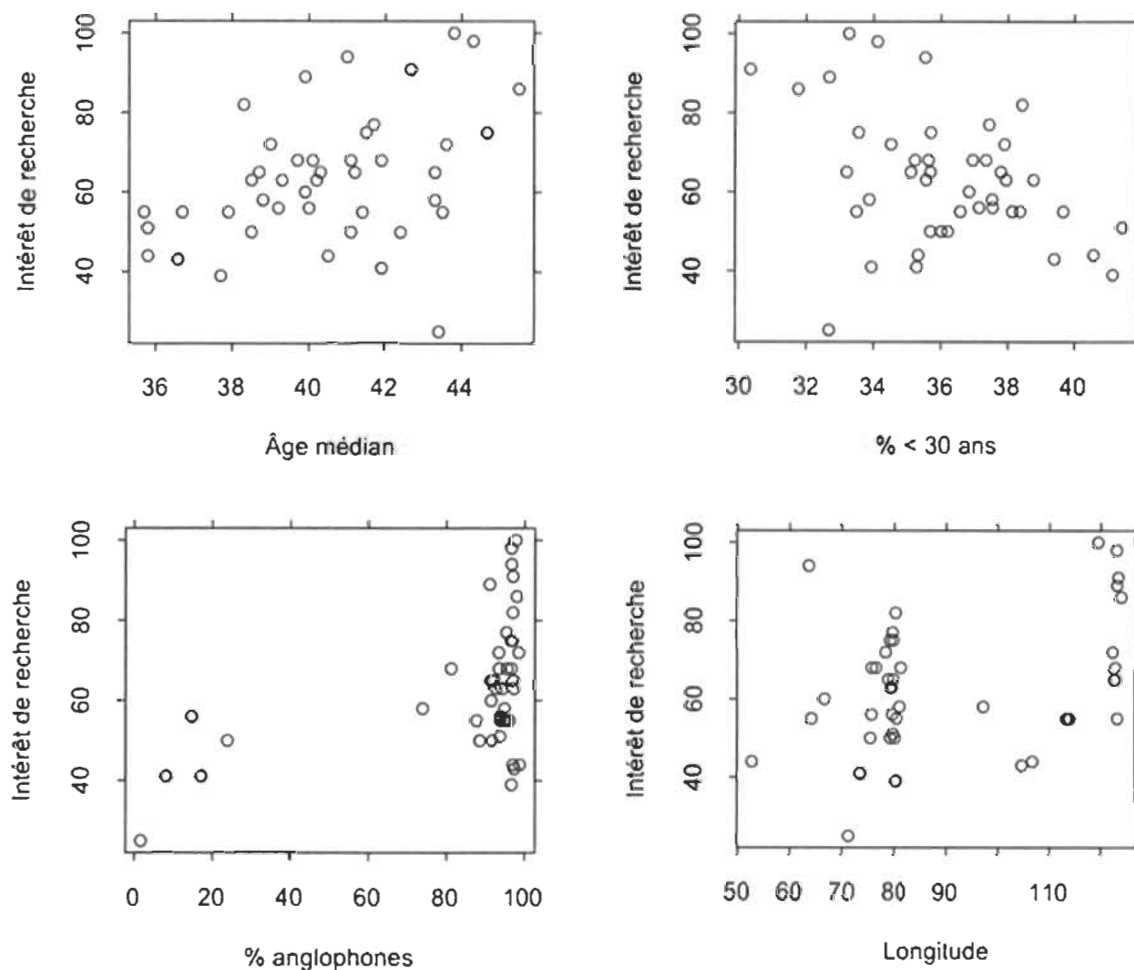 Intérêt de recherche
100
80
60
40
36 38 40 42 44
Âge médian
Intérêt de recherche
100
80
60
40
30 32 34 36 38 40
% < 30 ans
Intérêt de recherche
100
80
60
40
0 20 40 60 80 100
% anglophones
Intérêt de recherche
100
80
60
40
50 60 70 80 90 110
Longitude